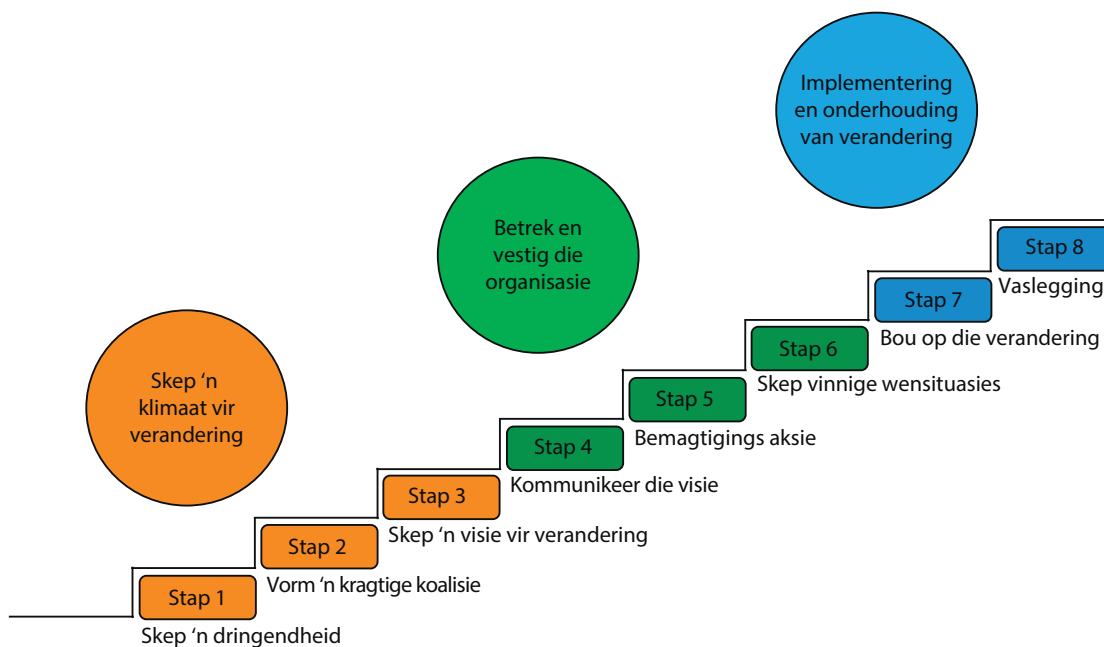 Skep ‘n
klimaat vir
verandering
Betrek en
vestig die
organisasie
Implementering
en onderhouding
van verandering
Stap 1
Skep ‘n dringendheid
Stap 2
Vorm ‘n kragtige koalisie
Stap 3
Skep ‘n visie vir verandering
Stap 4
Kommunikeer die visie
Stap 5
Bemagtigings aksie
Stap 6
Skep vinnige wensituasies
Stap 7
Bou op die verandering
Stap 8
Vaslegging